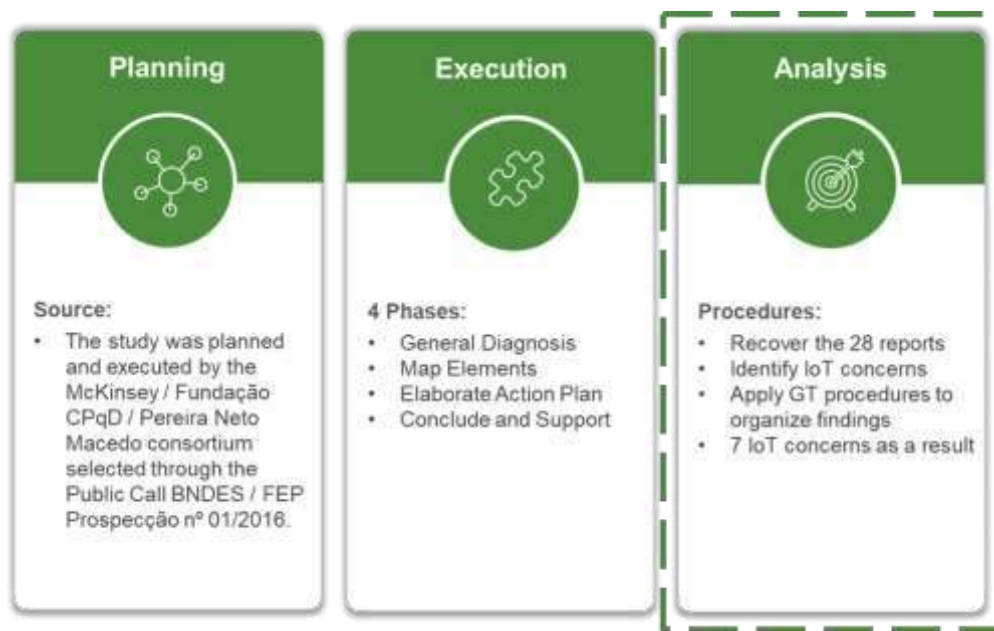 Planning
Source:
• The study was planned
and executed by the
McKinsey / Fundação
CPqD / Pereira Neto
Macedo consortium
selected through the
Public Call BNDES / FEP
Prospecção nº 01/2016.
Execution
4 Phases:
• General Diagnosis
• Map Elements
• Elaborate Action Plan
• Conclude and Support
Analysis
Procedures:
• Recover the 28 reports
• Identify IoT concerns
• Apply GT procedures to
organize findings
• 7 IoT concerns as a result